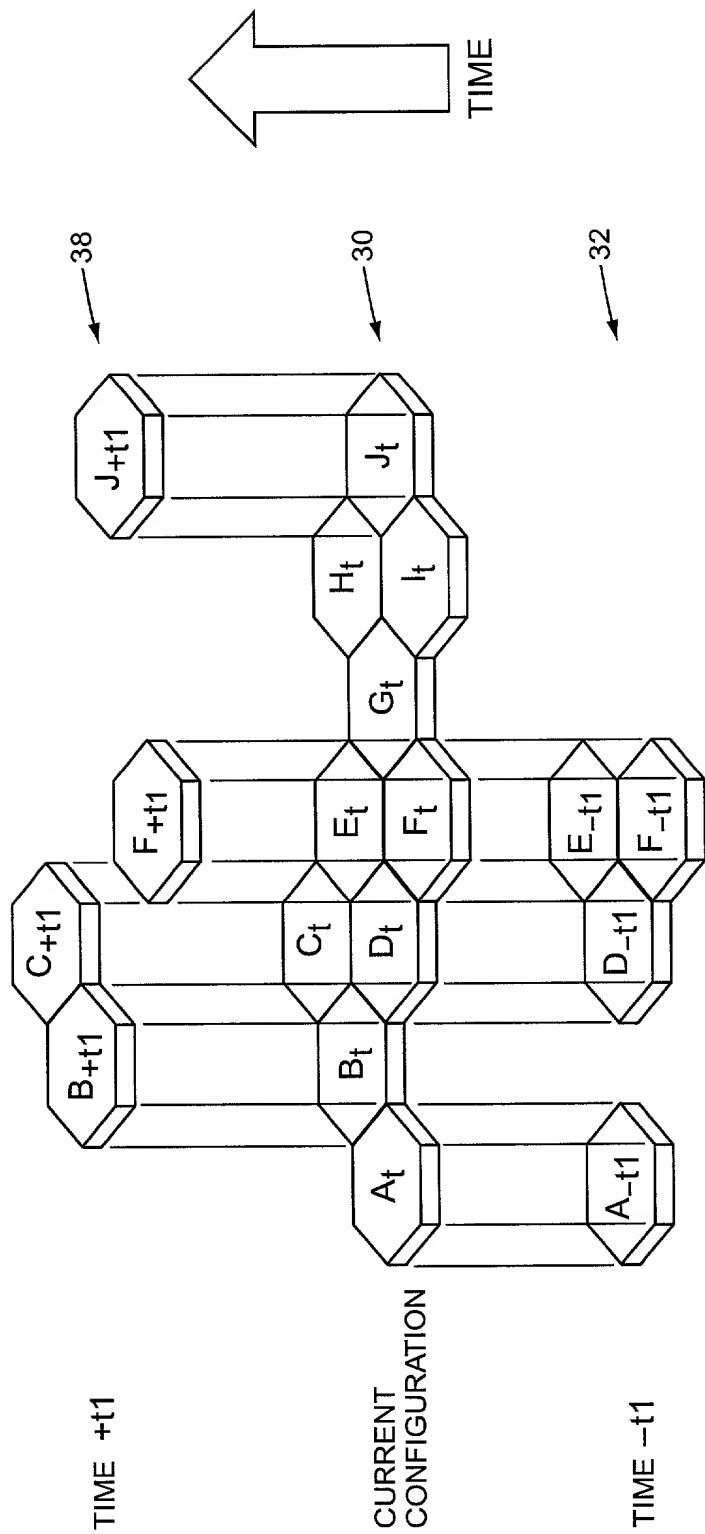 TIME +t1
B+t1
C+t1
F+t1
J+t1
38
CURRENT
CONFIGURATION
At
Bt
Ct
Dt
Et
Ft
Gt
Ht
It
Jt
30
TIME –t1
A–t1
D–t1
E–t1
F–t1
32
TIME